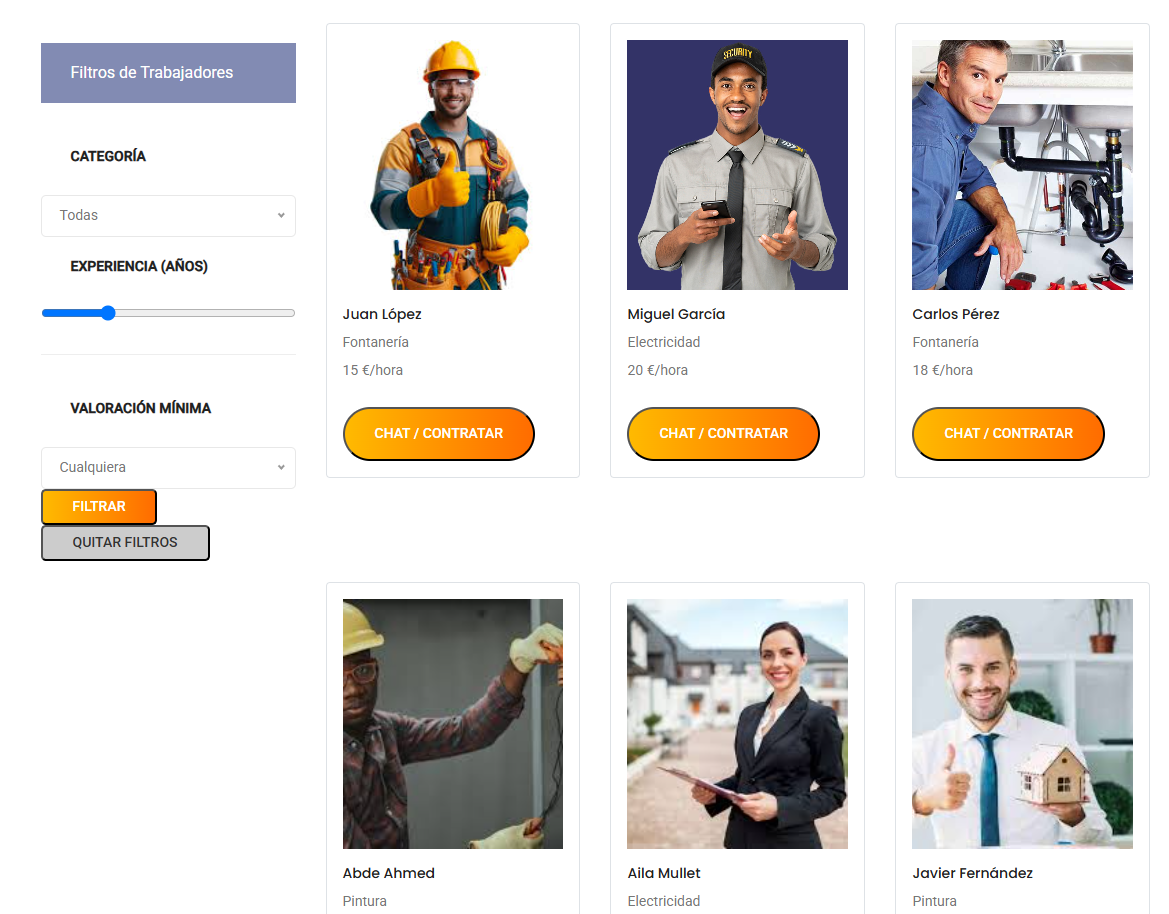 Filtros de Trabajadores
CATEGORÍA
Todas
EXPERIENCIA (AÑOS)
VALORACIÓN MÍNIMA
Cualquiera
FILTRAR
QUITAR FILTROS
SECURITY
Juan López
Fontanería
15 €/hora
CHAT / CONTRATAR
Miguel García
Electricidad
20 €/hora
CHAT / CONTRATAR
Carlos Pérez
Fontanería
18 €/hora
CHAT / CONTRATAR
Abde Ahmed
Pintura
Aila Mullet
Electricidad
Javier Fernández
Pintura